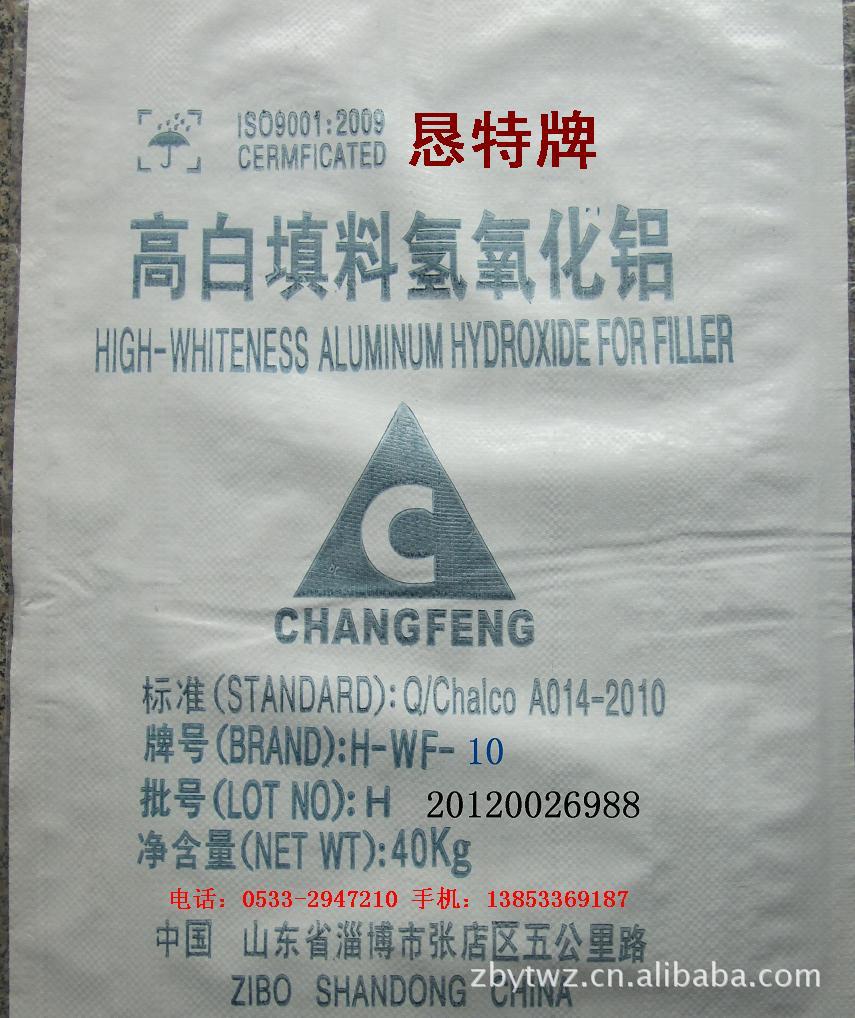 ISO9001:2009 恳特牌
CERMFICATED
高白填料氢氧化铝
HIGH-WHITENESS ALUMINUM HYDROXIDE FOR FILLER
C
CHANGFENG
标准(STANDARD):Q/Chalco A014-2010
牌号(BRAND):H-WF-10
批号(LOT NO):H 20120026988
净含量(NET WT):40Kg
电话：0533-2947210 手机：13853369187
中国 山东省淄博市张店区五公里路
zbytwz.cn.alibaba.com
ZIBO SHANDONG CHINA